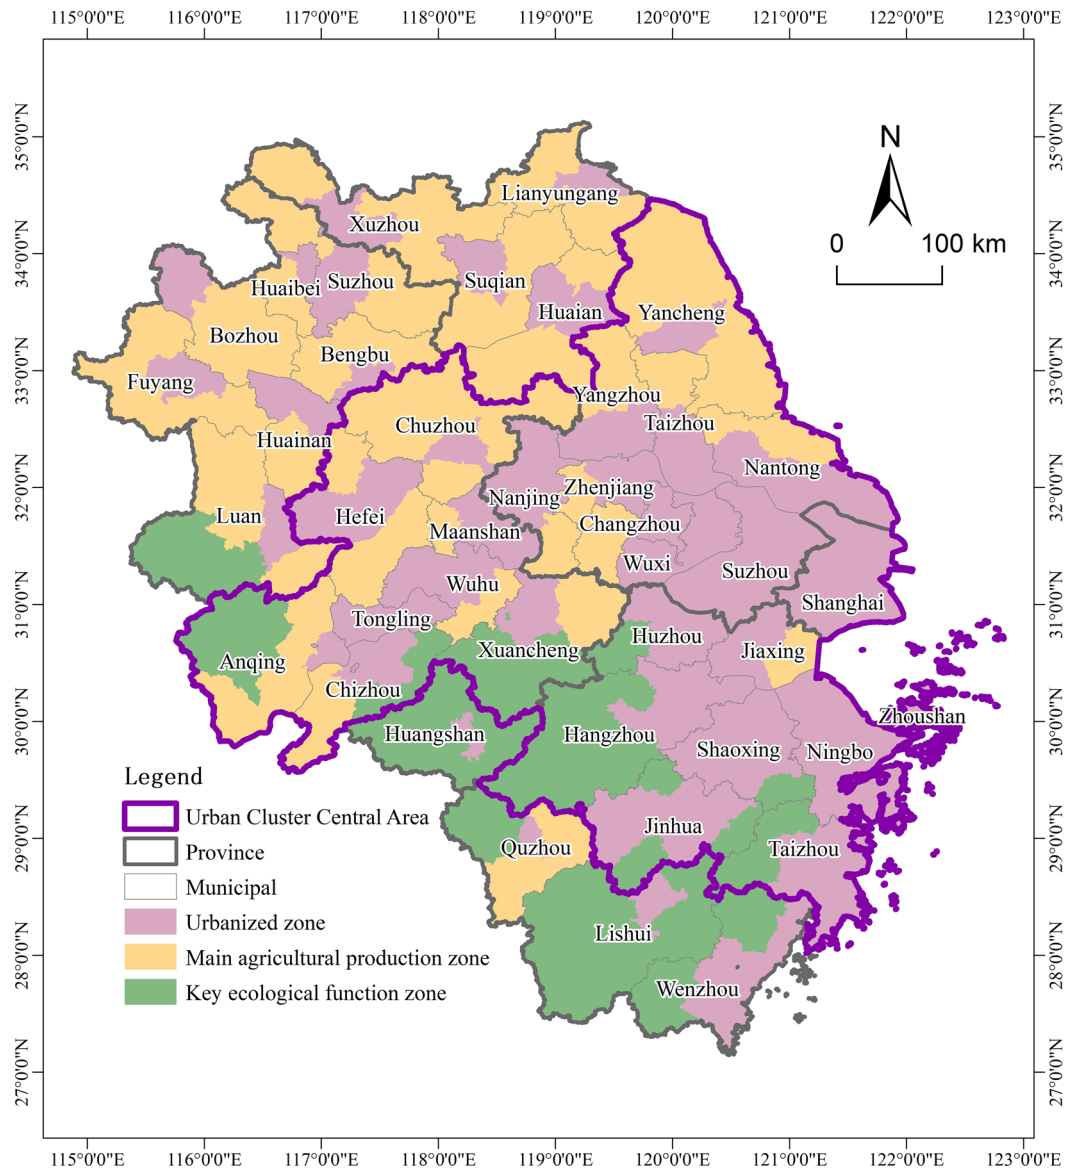 115°0'0"E 116°0'0"E 117°0'0"E 118°0'0"E 119°0'0"E 120°0'0"E 121°0'0"E 122°0'0"E 123°0'0"E
35°0'0"N
35°0'0"N
34°0'0"N
34°0'0"N
33°0'0"N
33°0'0"N
32°0'0"N
32°0'0"N
31°0'0"N
31°0'0"N
30°0'0"N
30°0'0"N
29°0'0"N
29°0'0"N
28°0'0"N
28°0'0"N
27°0'0"N
27°0'0"N
N
0 100 km
Lianyungang
Xuzhou
Suqian
Suzhou
Huaibei
Huaian
Yancheng
Bozhou
Bengbu
Fuyang
Yangzhou
Taizhou
Chuzhou
Huainan
Nantong
Zhenjiang
Nanjing
Luan
Hefei
Changzhou
Maanshan
Wuxi
Suzhou
Wuhu
Shanghai
Tongling
Huzhou
Xuancheng
Jiaxing
Anqing
Chizhou
Zhoushan
Huangshan
Hangzhou
Shaoxing
Ningbo
Jinhua
Quzhou
Taizhou
Lishui
Wenzhou
Legend
Urban Cluster Central Area
Province
Municipal
Urbanized zone
Main agricultural production zone
Key ecological function zone
115°0'0"E 116°0'0"E 117°0'0"E 118°0'0"E 119°0'0"E 120°0'0"E 121°0'0"E 122°0'0"E 123°0'0"E